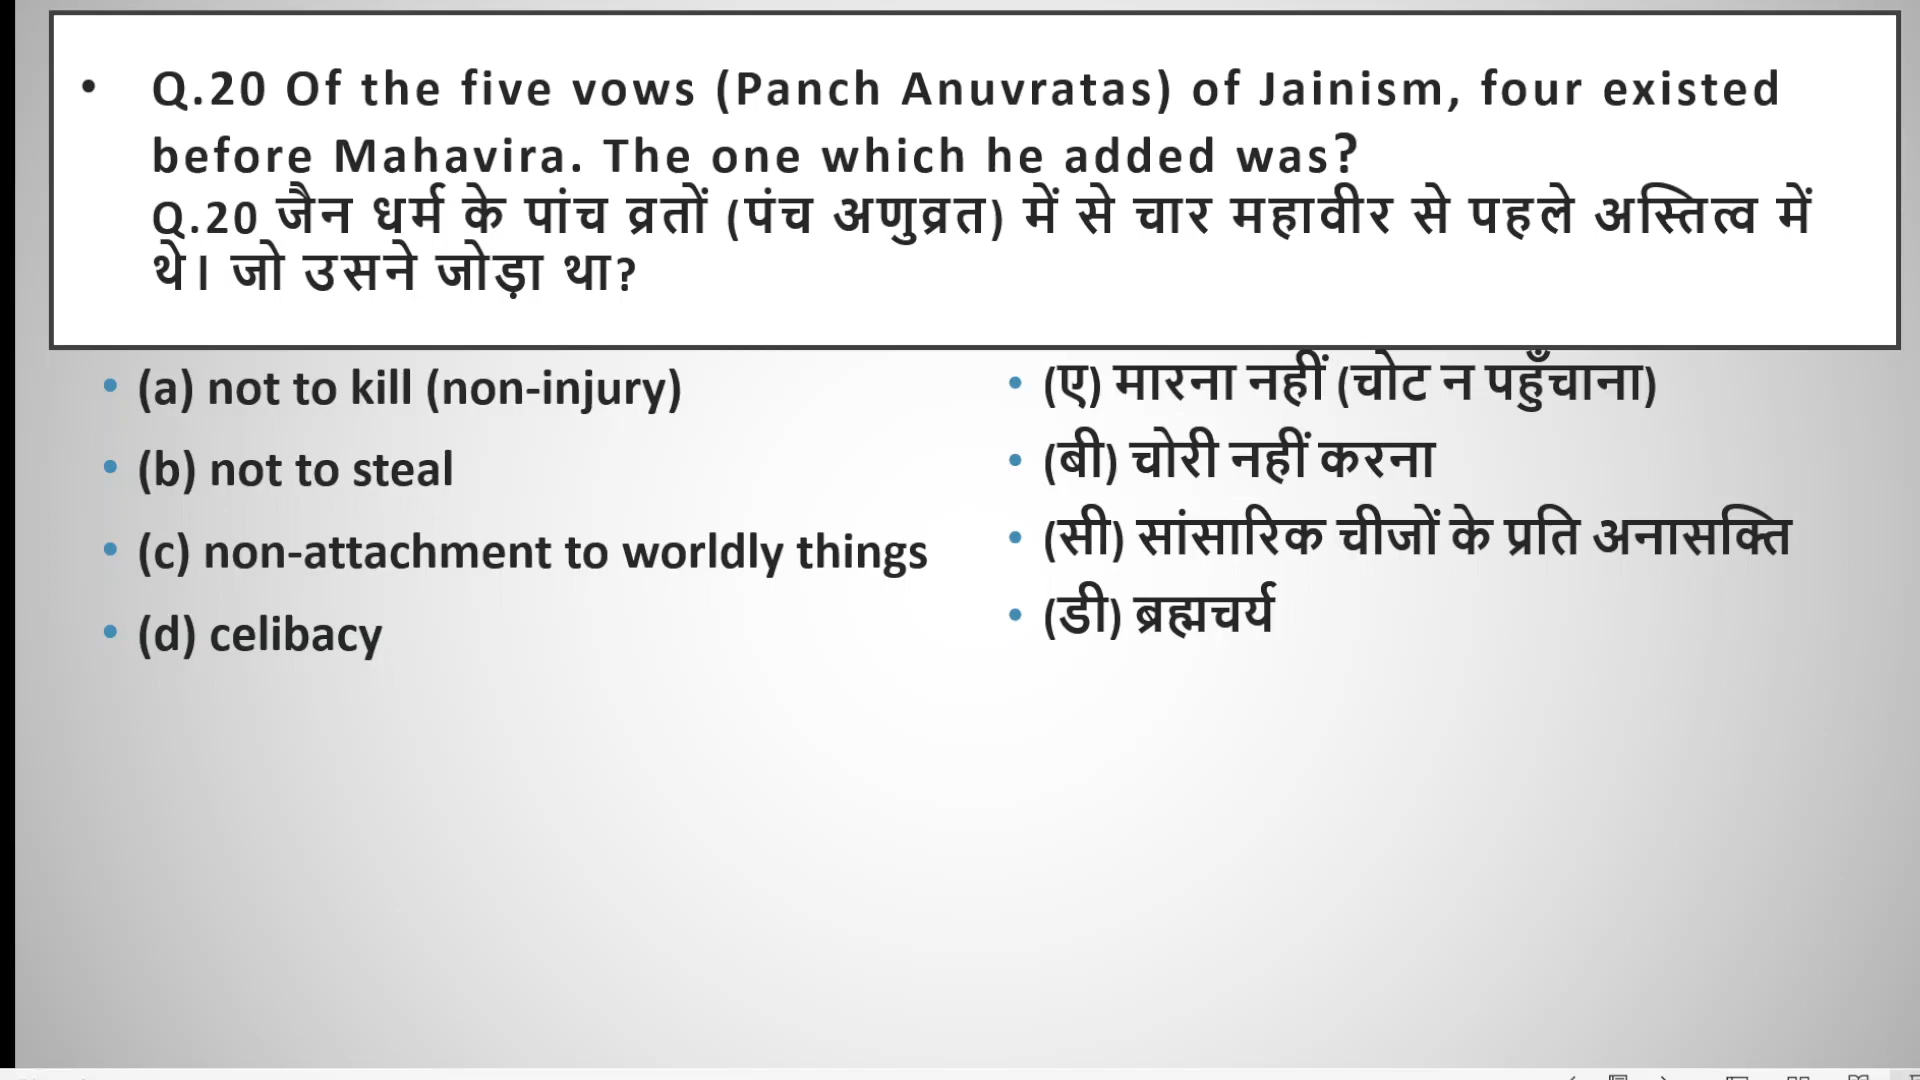 • Q.20 Of the five vows (Panch Anuvratas) of Jainism, four existed
before Mahavira. The one which he added was?
Q.20 जैन धर्म के पांच व्रतों (पंच अणुव्रत) में से चार महावीर से पहले अस्तित्व में
थे। जो उसने जोड़ा था?
• (a) not to kill (non-injury)
• (b) not to steal
• (c) non-attachment to worldly things
• (d) celibacy
• (ए) मारना नहीं (चोट न पहुँचाना)
• (बी) चोरी नहीं करना
• (सी) सांसारिक चीजों के प्रति अनासक्ति
• (डी) ब्रह्मचर्य